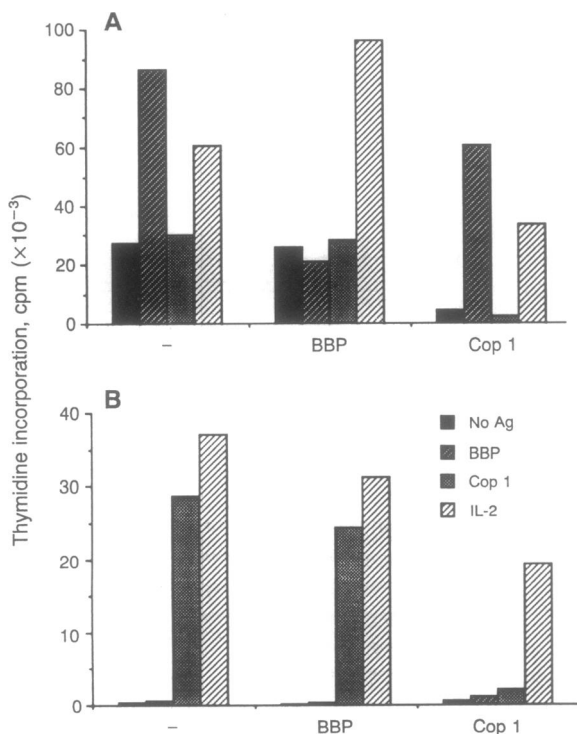 A
Thymidine incorporation, cpm (×10⁻³)
100
80
60
40
20
0
– BBP Cop 1
B
40
30
20
10
0
No Ag
BBP
Cop 1
IL-2
– BBP Cop 1